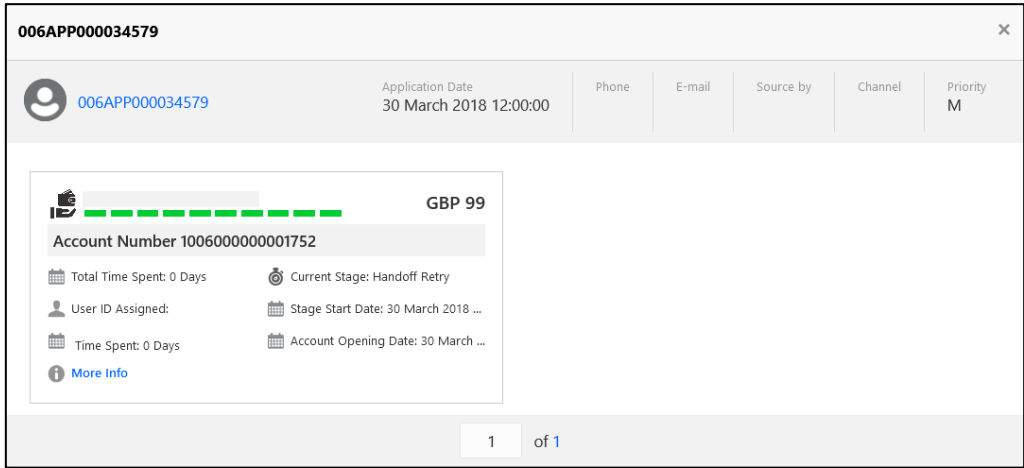 006APP000034579
×
006APP000034579
Application Date
30 March 2018 12:00:00
Phone
E-mail
Source by
Channel
Priority
M
GBP 99
Account Number 1006000000001752
Total Time Spent: 0 Days
Current Stage: Handoff Retry
User ID Assigned:
Stage Start Date: 30 March 2018 ...
Time Spent: 0 Days
Account Opening Date: 30 March ...
More Info
1 of 1